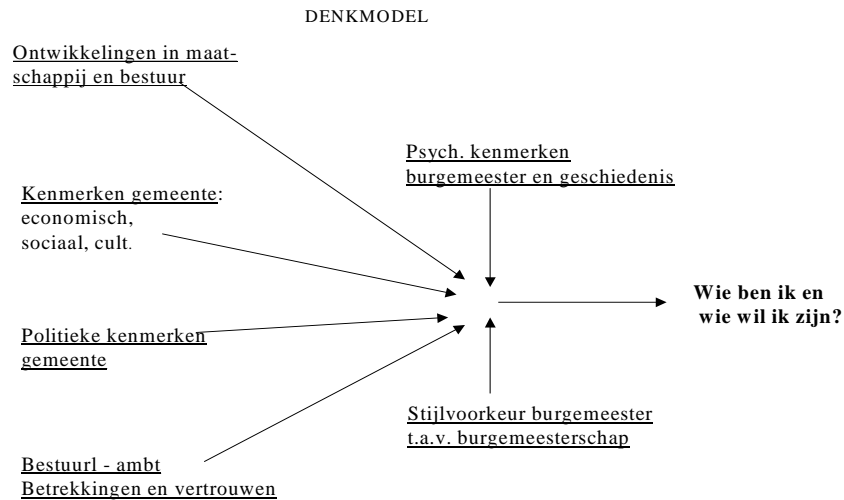 DENKMODEL
Ontwikkelingen in maat-
schappij en bestuur
Psych. kenmerken
burgemeester en geschiedenis
Kenmerken gemeente:
economisch,
sociaal, cult.
Wie ben ik en
wie wil ik zijn?
Politieke kenmerken
gemeente
Stijlvoorkeur burgemeester
t.a.v. burgemeesterschap
Bestuurl - ambt
Betrekkingen en vertrouwen